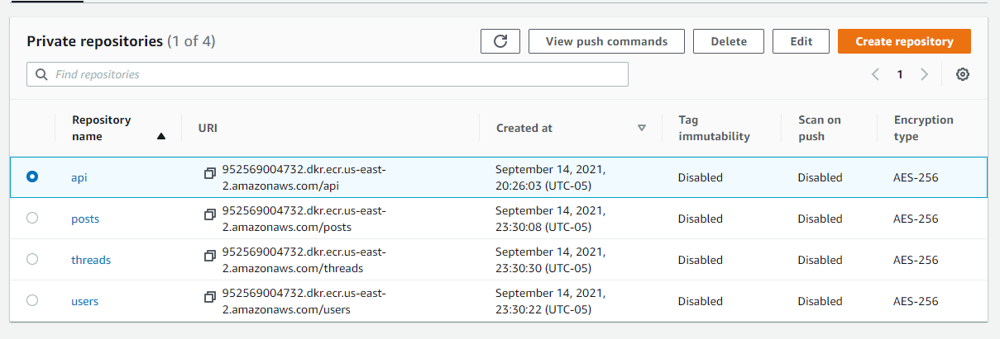 Private repositories (1 of 4)
View push commands
Delete
Edit
Create repository
Find repositories
1
Repository name
URI
Created at
Tag immutability
Scan on push
Encryption type
api
952569004732.dkr.ecr.us-east-
2.amazonaws.com/api
September 14, 2021,
20:26:03 (UTC-05)
Disabled
Disabled
AES-256
posts
952569004732.dkr.ecr.us-east-
2.amazonaws.com/posts
September 14, 2021,
23:30:08 (UTC-05)
Disabled
Disabled
AES-256
threads
952569004732.dkr.ecr.us-east-
2.amazonaws.com/threads
September 14, 2021,
23:30:30 (UTC-05)
Disabled
Disabled
AES-256
users
952569004732.dkr.ecr.us-east-
2.amazonaws.com/users
September 14, 2021,
23:30:22 (UTC-05)
Disabled
Disabled
AES-256